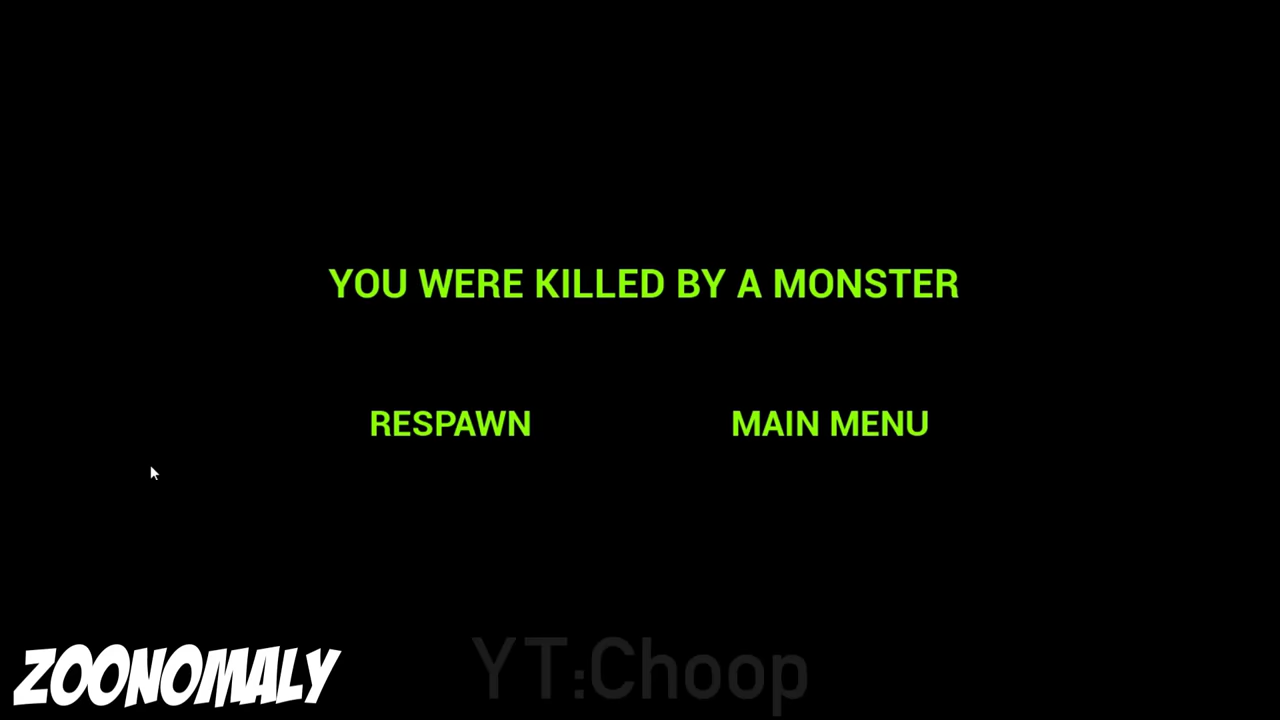 YOU WERE KILLED BY A MONSTER
RESPAWN MAIN MENU
ZOONOMALY YT:Choop